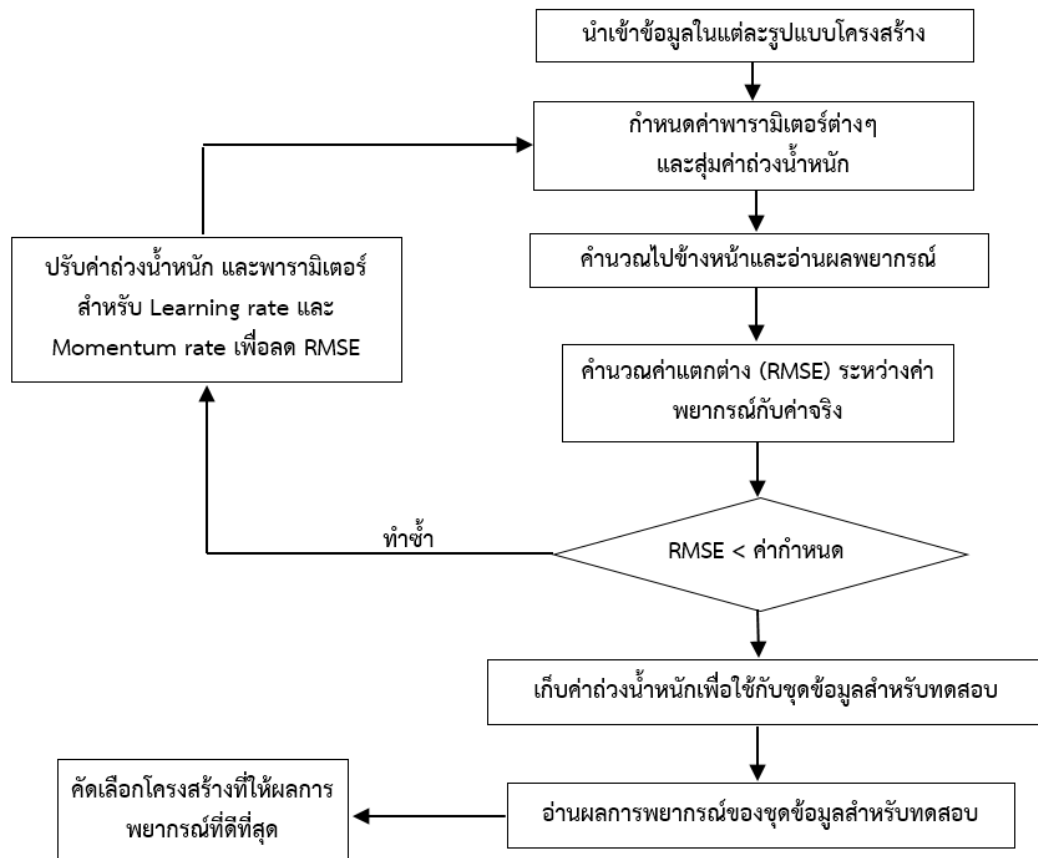 นำเข้าข้อมูลในแต่ละรูปแบบโครงสร้าง
กำหนดค่าพารามิเตอร์ต่างๆ
และสุ่มค่าถ่วงน้ำหนัก
คำนวณไปข้างหน้าและอ่านผลพยากรณ์
ปรับค่าถ่วงน้ำหนัก และพารามิเตอร์
สำหรับ Learning rate และ
Momentum rate เพื่อลด RMSE
คำนวณค่าแตกต่าง (RMSE) ระหว่างค่า
พยากรณ์กับค่าจริง
ทำซ้ำ
RMSE < ค่ากำหนด
เก็บค่าถ่วงน้ำหนักเพื่อใช้กับชุดข้อมูลสำหรับทดสอบ
อ่านผลการพยากรณ์ของชุดข้อมูลสำหรับทดสอบ
คัดเลือกโครงสร้างที่ให้ผลการ
พยากรณ์ที่ดีที่สุด